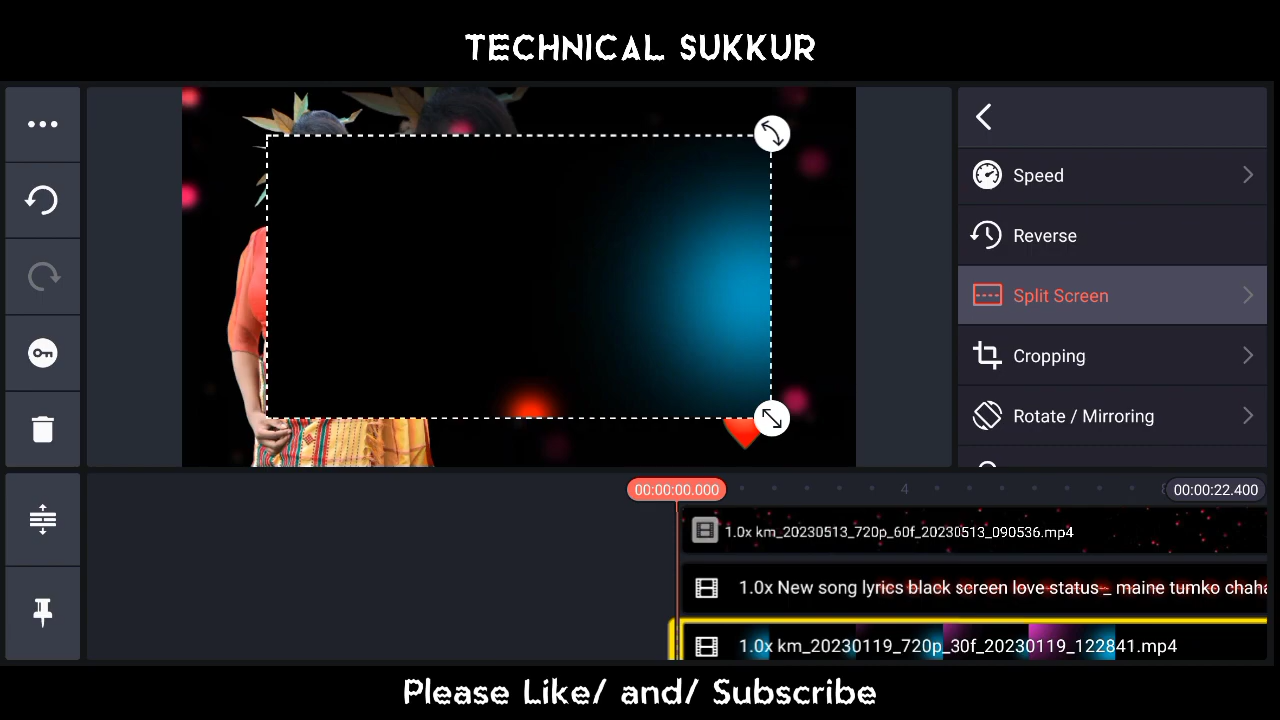 TECHNICAL SUKKUR
Speed
Reverse
Split Screen
Cropping
Rotate / Mirroring
00:00:00.000
4
8
00:00:22.400
1.0x km_20230513_720p_60f_20230513_090536.mp4
1.0x New song lyrics black screen love status-_ maine tumko chaha
1.0x km_20230119_720p_30f_20230119_122841.mp4
Please Like/ and/ Subscribe